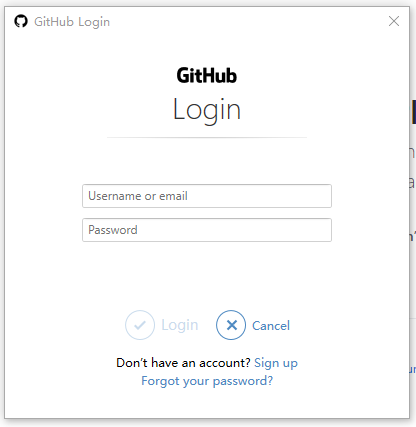 GitHub Login
GitHub
Login
Username or email
Password
Login
Cancel
Don't have an account? Sign up
Forgot your password?